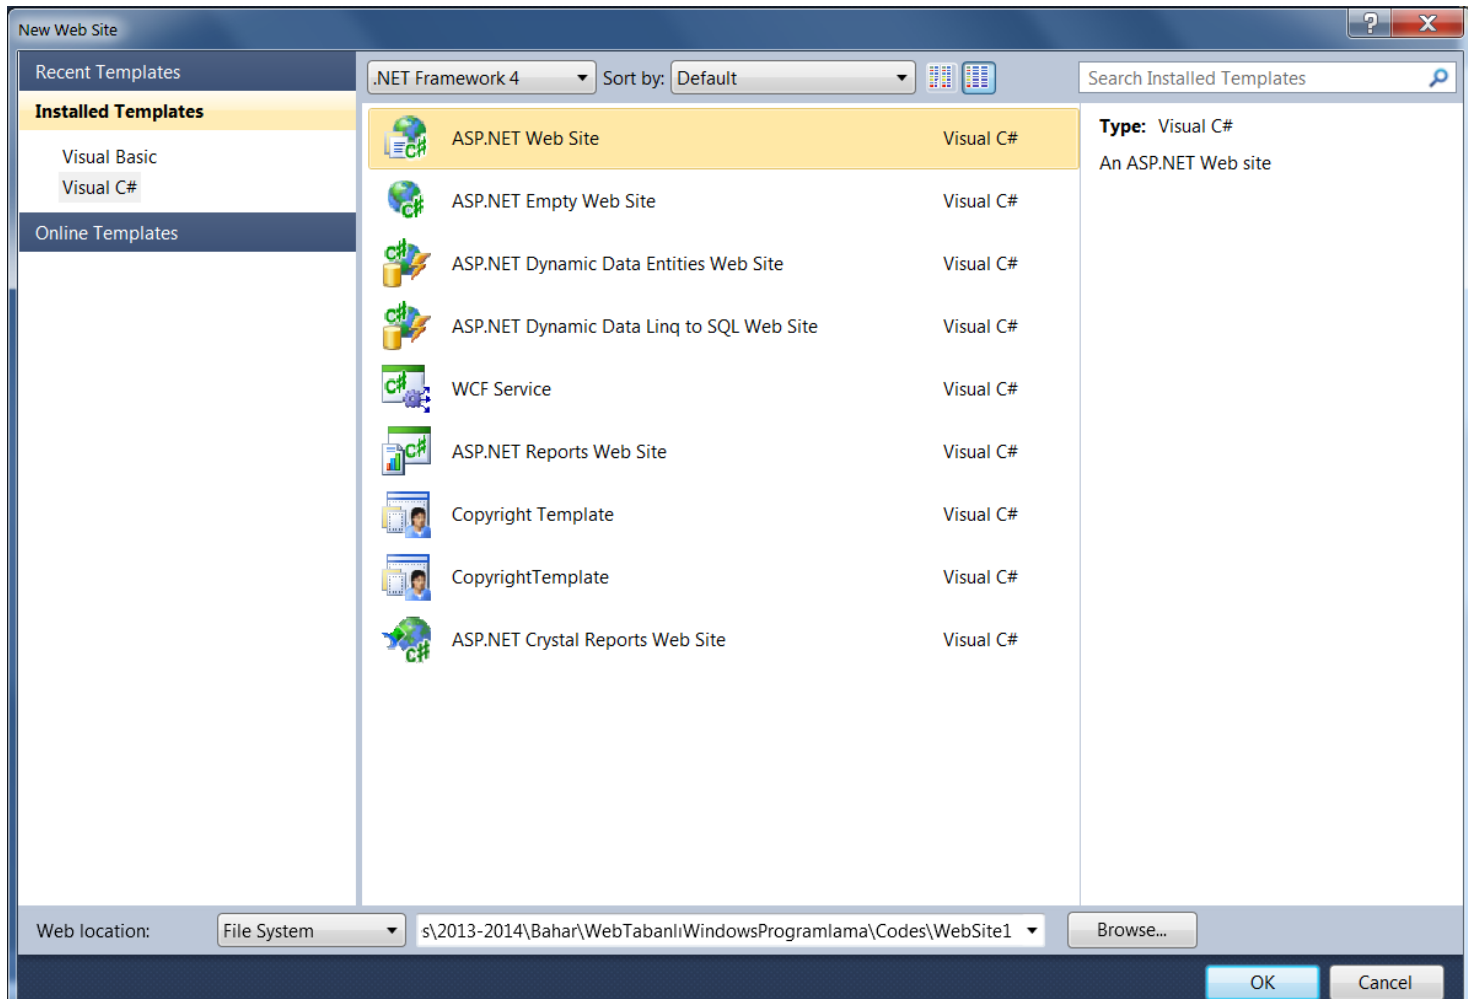 New Web Site
Recent Templates
Installed Templates
Visual Basic
Visual C#
Online Templates
.NET Framework 4 Sort by: Default
Search Installed Templates
ASP.NET Web Site Visual C#
ASP.NET Empty Web Site Visual C#
ASP.NET Dynamic Data Entities Web Site Visual C#
ASP.NET Dynamic Data Linq to SQL Web Site Visual C#
WCF Service Visual C#
ASP.NET Reports Web Site Visual C#
Copyright Template Visual C#
CopyrightTemplate Visual C#
ASP.NET Crystal Reports Web Site Visual C#
Type: Visual C#
An ASP.NET Web site
Web location: File System s\2013-2014\Bahar\WebTabanlıWindowsProgramlama\Codes\WebSite1 Browse...
OK Cancel